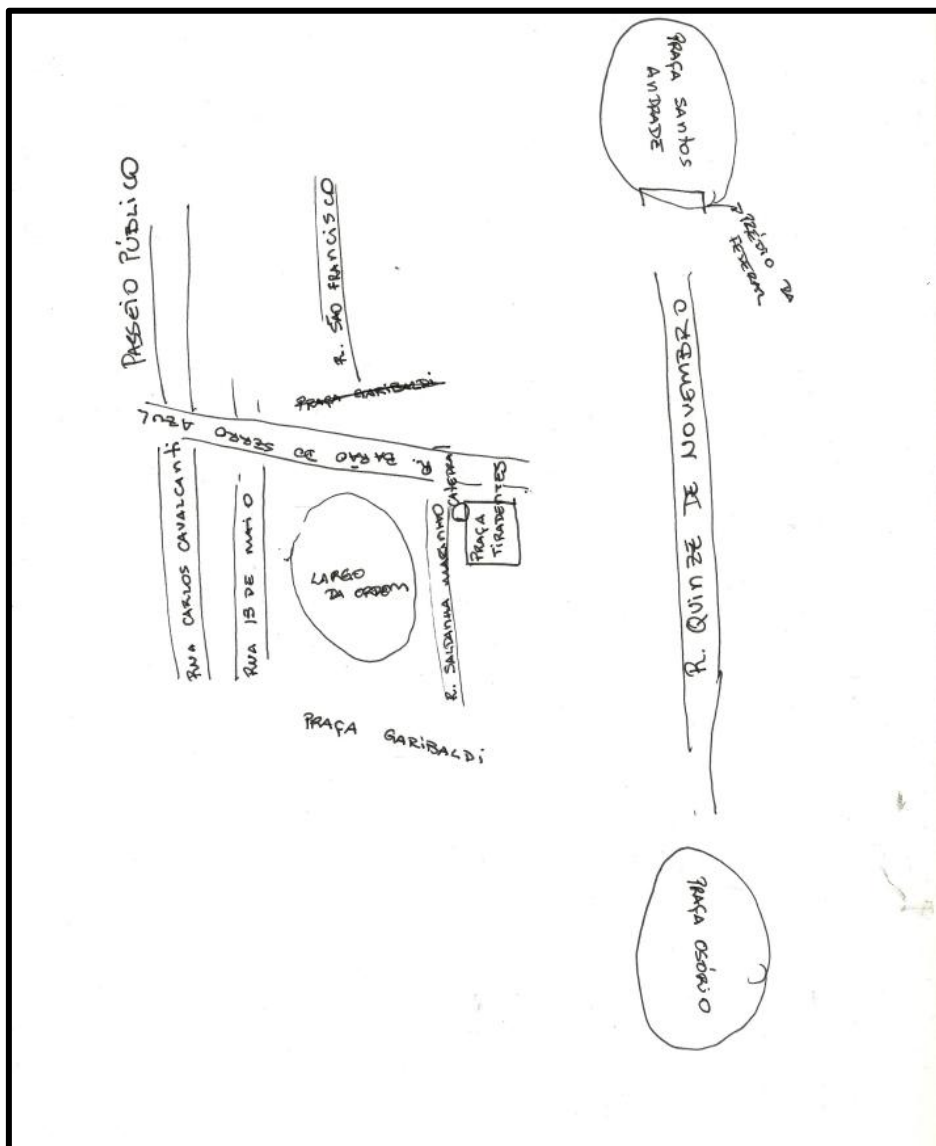 PRAÇA SANTOS
ANDRADE
PRÉDIO DA
FEDERAL
PASSEIO PÚBLICO
R. SÃO FRANCISCO
PRAÇA GARIBALDI
R. BARÃO DO SERRO AZUL
RUA CARLOS CAVALCANTI
RUA 13 DE MAIO
LARGO
DA ORDEM
R. SALDANHA MARINHO
CATEDRAL
PRAÇA
TIRADENTES
R. QUINZE DE NOVEMBRO
PRAÇA GARIBALDI
PRAÇA OSÓRIO